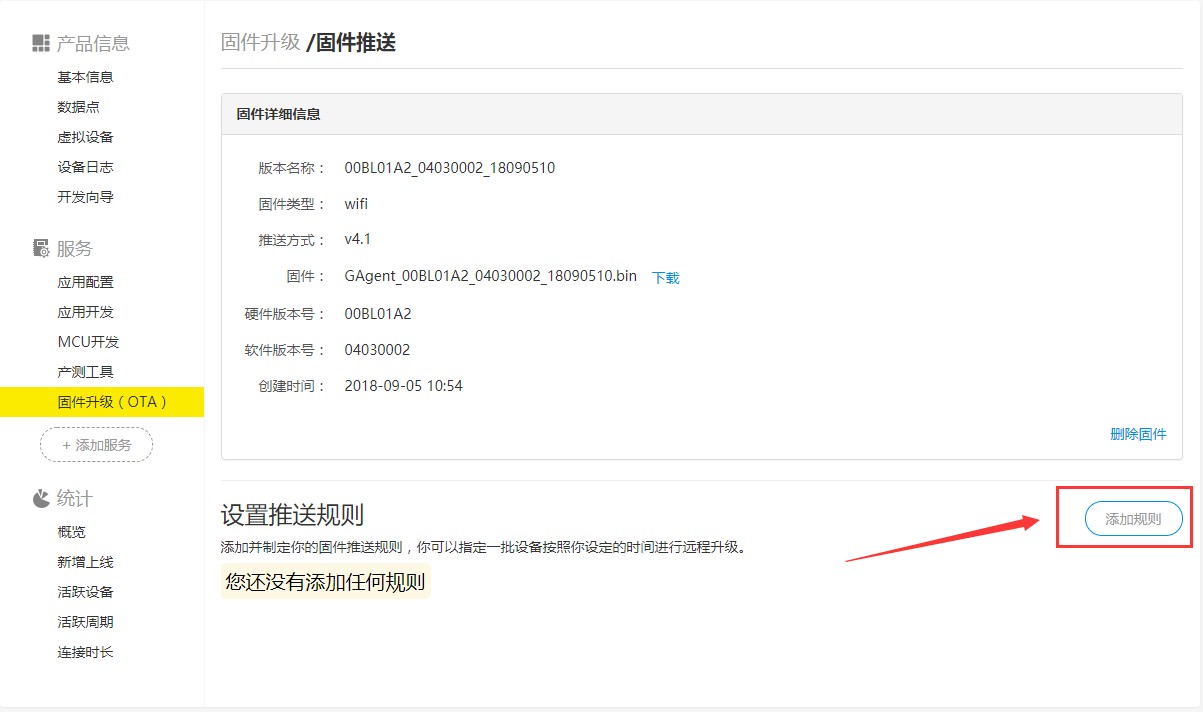 产品信息
基本信息
数据点
虚拟设备
设备日志
开发向导
服务
应用配置
应用开发
MCU开发
产测工具
固件升级（OTA）
+ 添加服务
统计
概览
新增上线
活跃设备
活跃周期
连接时长
固件升级 /固件推送
固件详细信息
版本名称： 00BL01A2_04030002_18090510
固件类型： wifi
推送方式： v4.1
固件： GAgent_00BL01A2_04030002_18090510.bin 下载
硬件版本号： 00BL01A2
软件版本号： 04030002
创建时间： 2018-09-05 10:54
删除固件
设置推送规则
添加规则
添加并制定你的固件推送规则，你可以指定一批设备按照你设定的时间进行远程升级。
您还没有添加任何规则